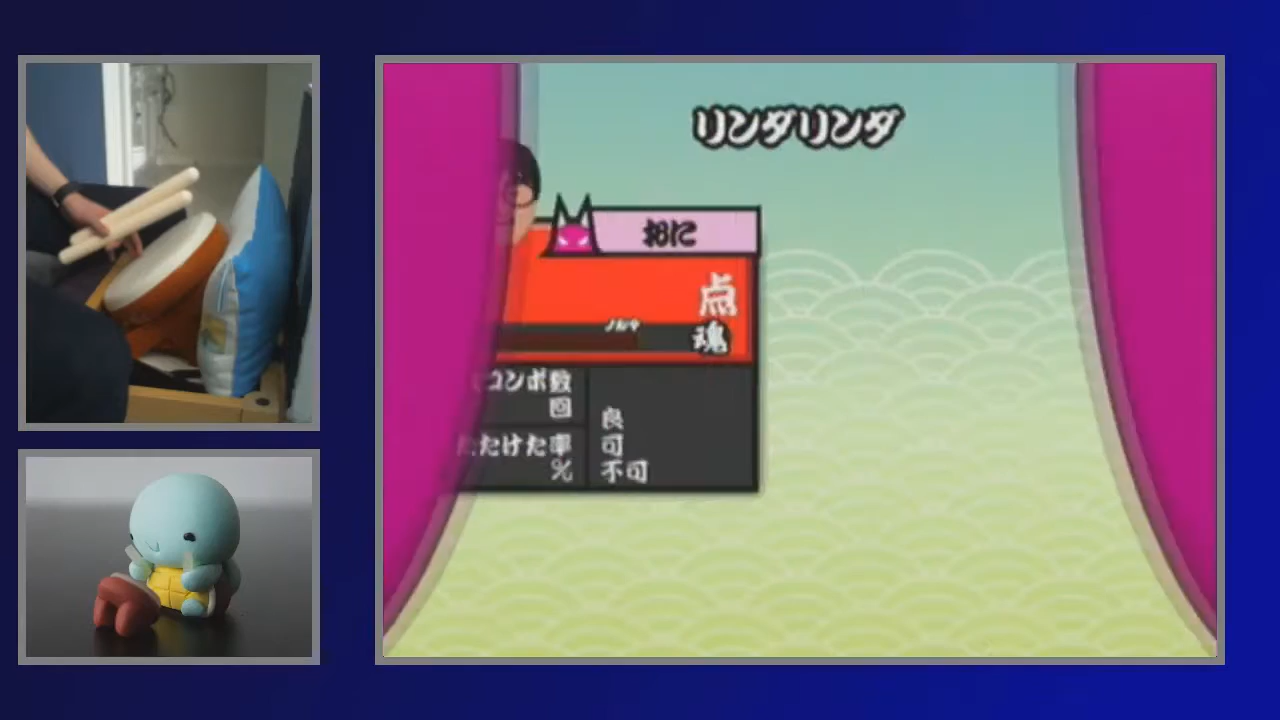 リンダリンダ
おに
点
ノルマ
魂
コンボ数
回
たたけた率
%
良
可
不可